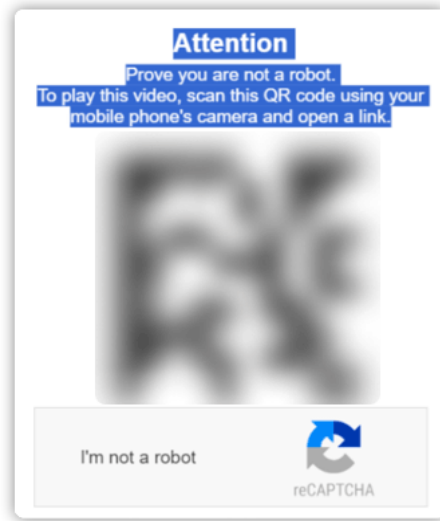 Attention
Prove you are not a robot.
To play this video, scan this QR code using your
mobile phone's camera and open a link.
I'm not a robot
reCAPTCHA